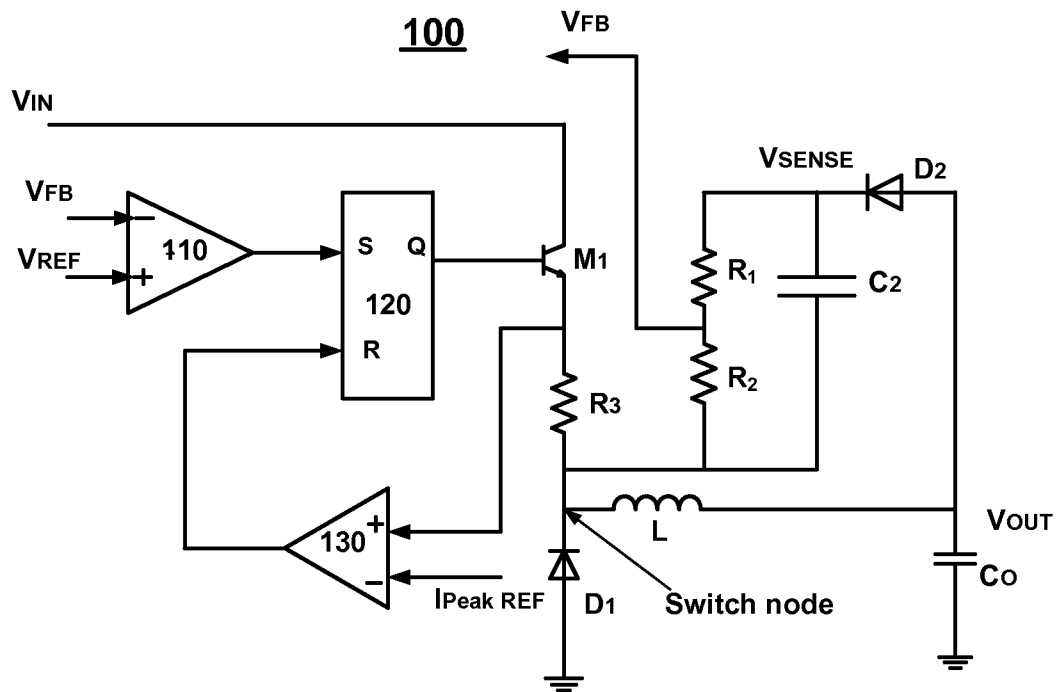 100
VFB
VIN
VSENSE
D2
VFB
−
110
VREF
+
S
Q
120
R
M1
R1
C2
R2
R3
130
+
−
IPeak REF
D1
L
Switch node
VOUT
CO